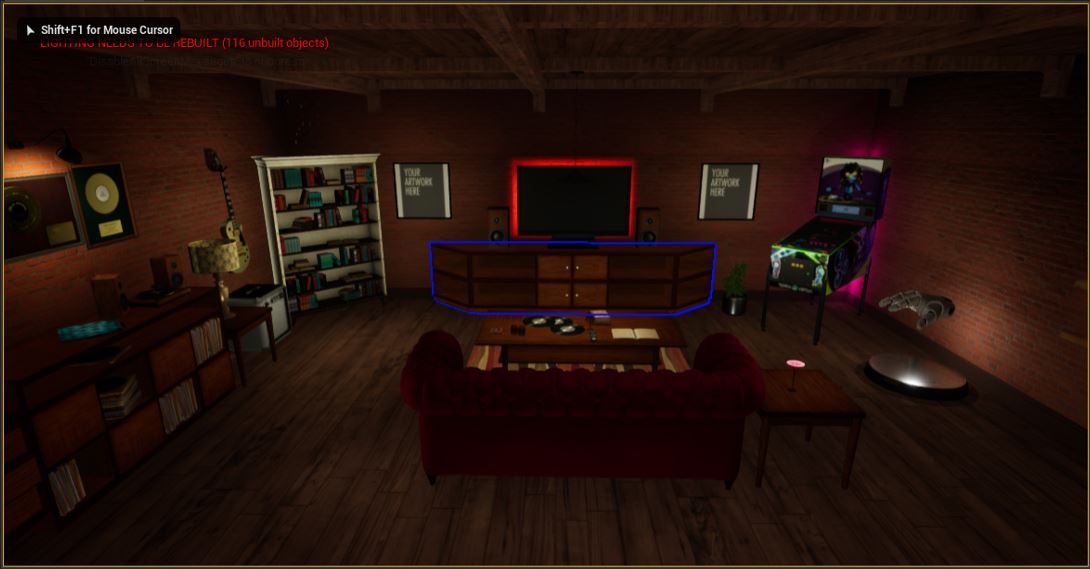 Shift+F1 for Mouse Cursor
LIGHTING NEEDS TO BE REBUILT (116 unbuilt objects)
YOUR
ARTWORK
HERE
YOUR
ARTWORK
HERE